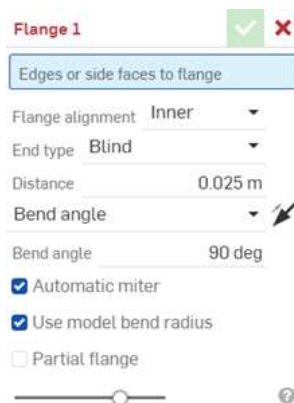 Flange 1
Edges or side faces to flange
Flange alignment Inner
End type Blind
Distance 0.025 m
Bend angle
Bend angle 90 deg
Automatic miter
Use model bend radius
Partial flange
?